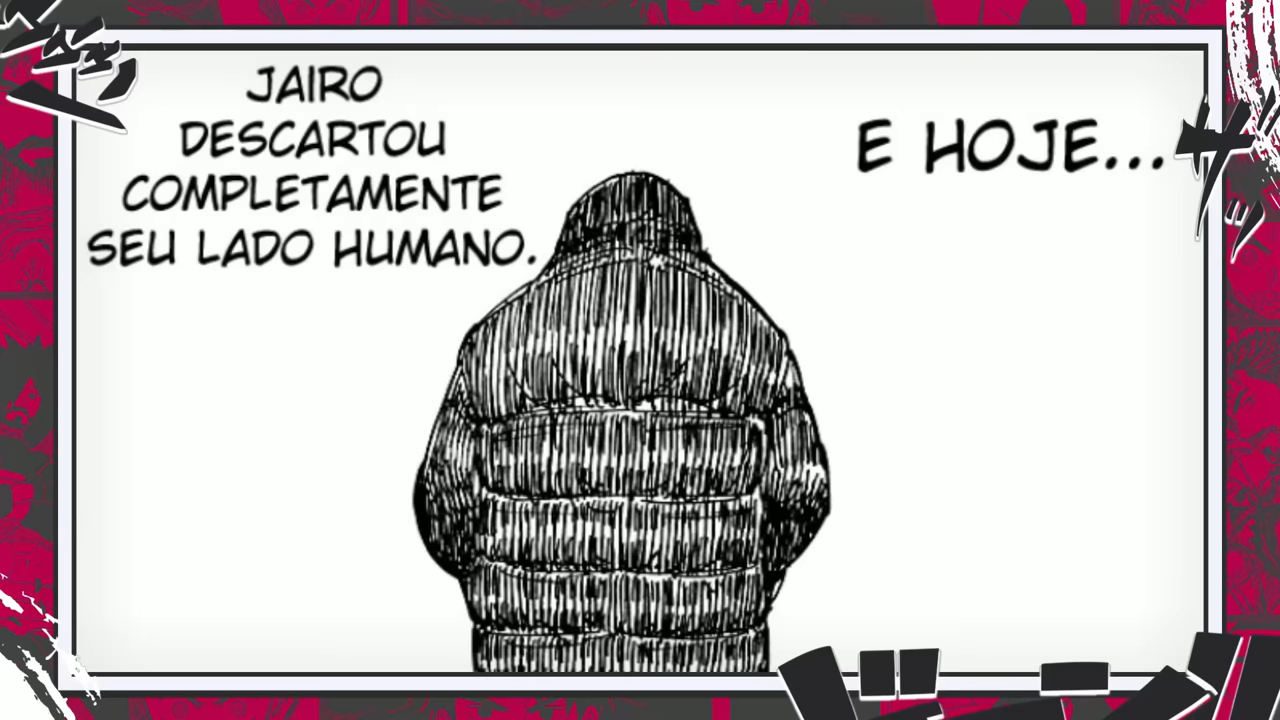 JAIRO
DESCARTOU
COMPLETAMENTE
SEU LADO HUMANO.
E HOJE...